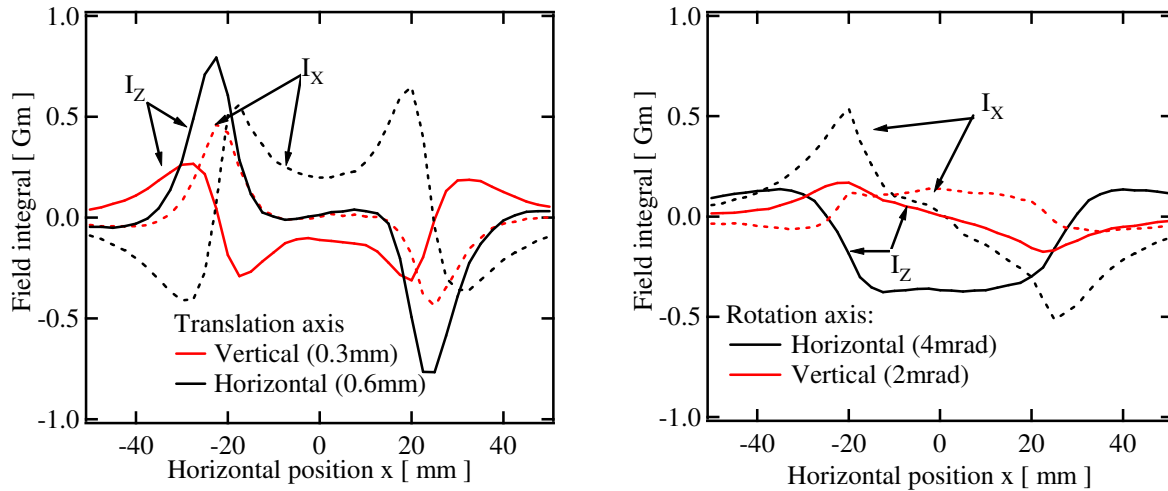 1.0
0.5
0.0
-0.5
-1.0
Field integral [ Gm ]
I_Z
I_X
Translation axis
Vertical (0.3mm)
Horizontal (0.6mm)
-40 -20 0 20 40
Horizontal position x [ mm ]
1.0
0.5
0.0
-0.5
-1.0
Field integral [ Gm ]
I_X
I_Z
Rotation axis:
Horizontal (4mrad)
Vertical (2mrad)
-40 -20 0 20 40
Horizontal position x [ mm ]